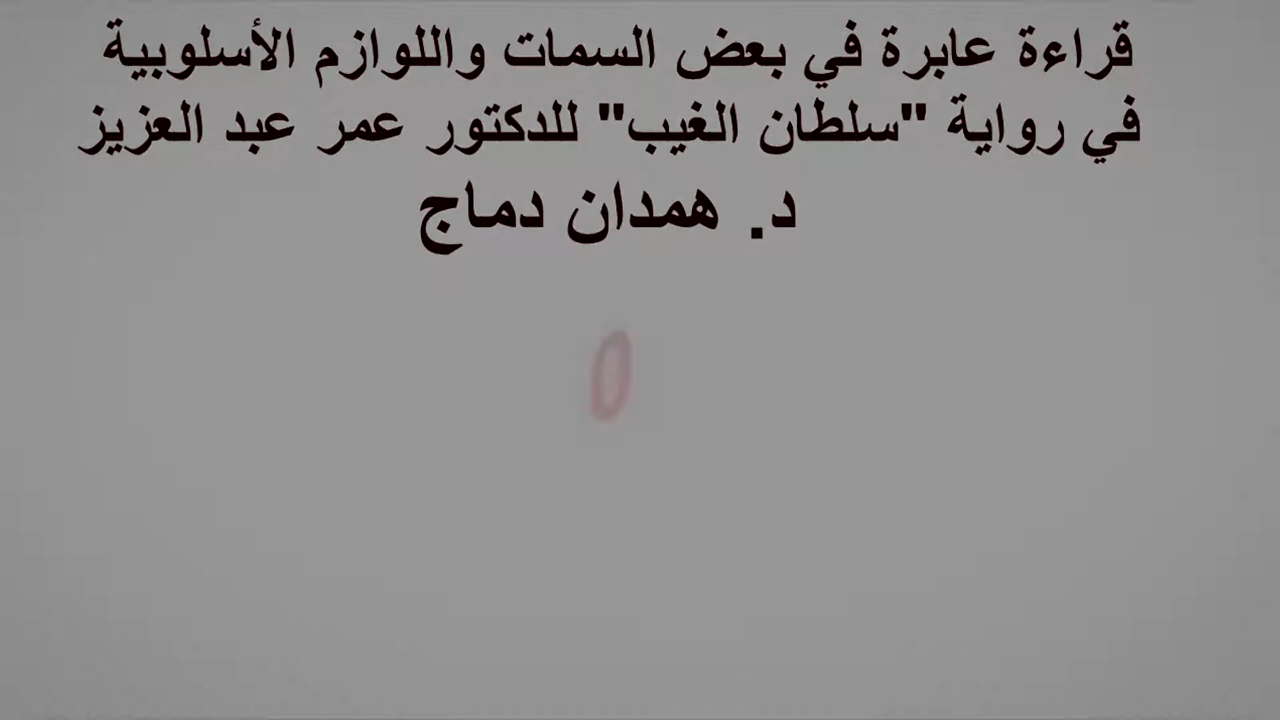 قراءة عابرة في بعض السمات واللوازم الأسلوبية
في رواية "سلطان الغيب" للدكتور عمر عبد العزيز
د. همدان دماج